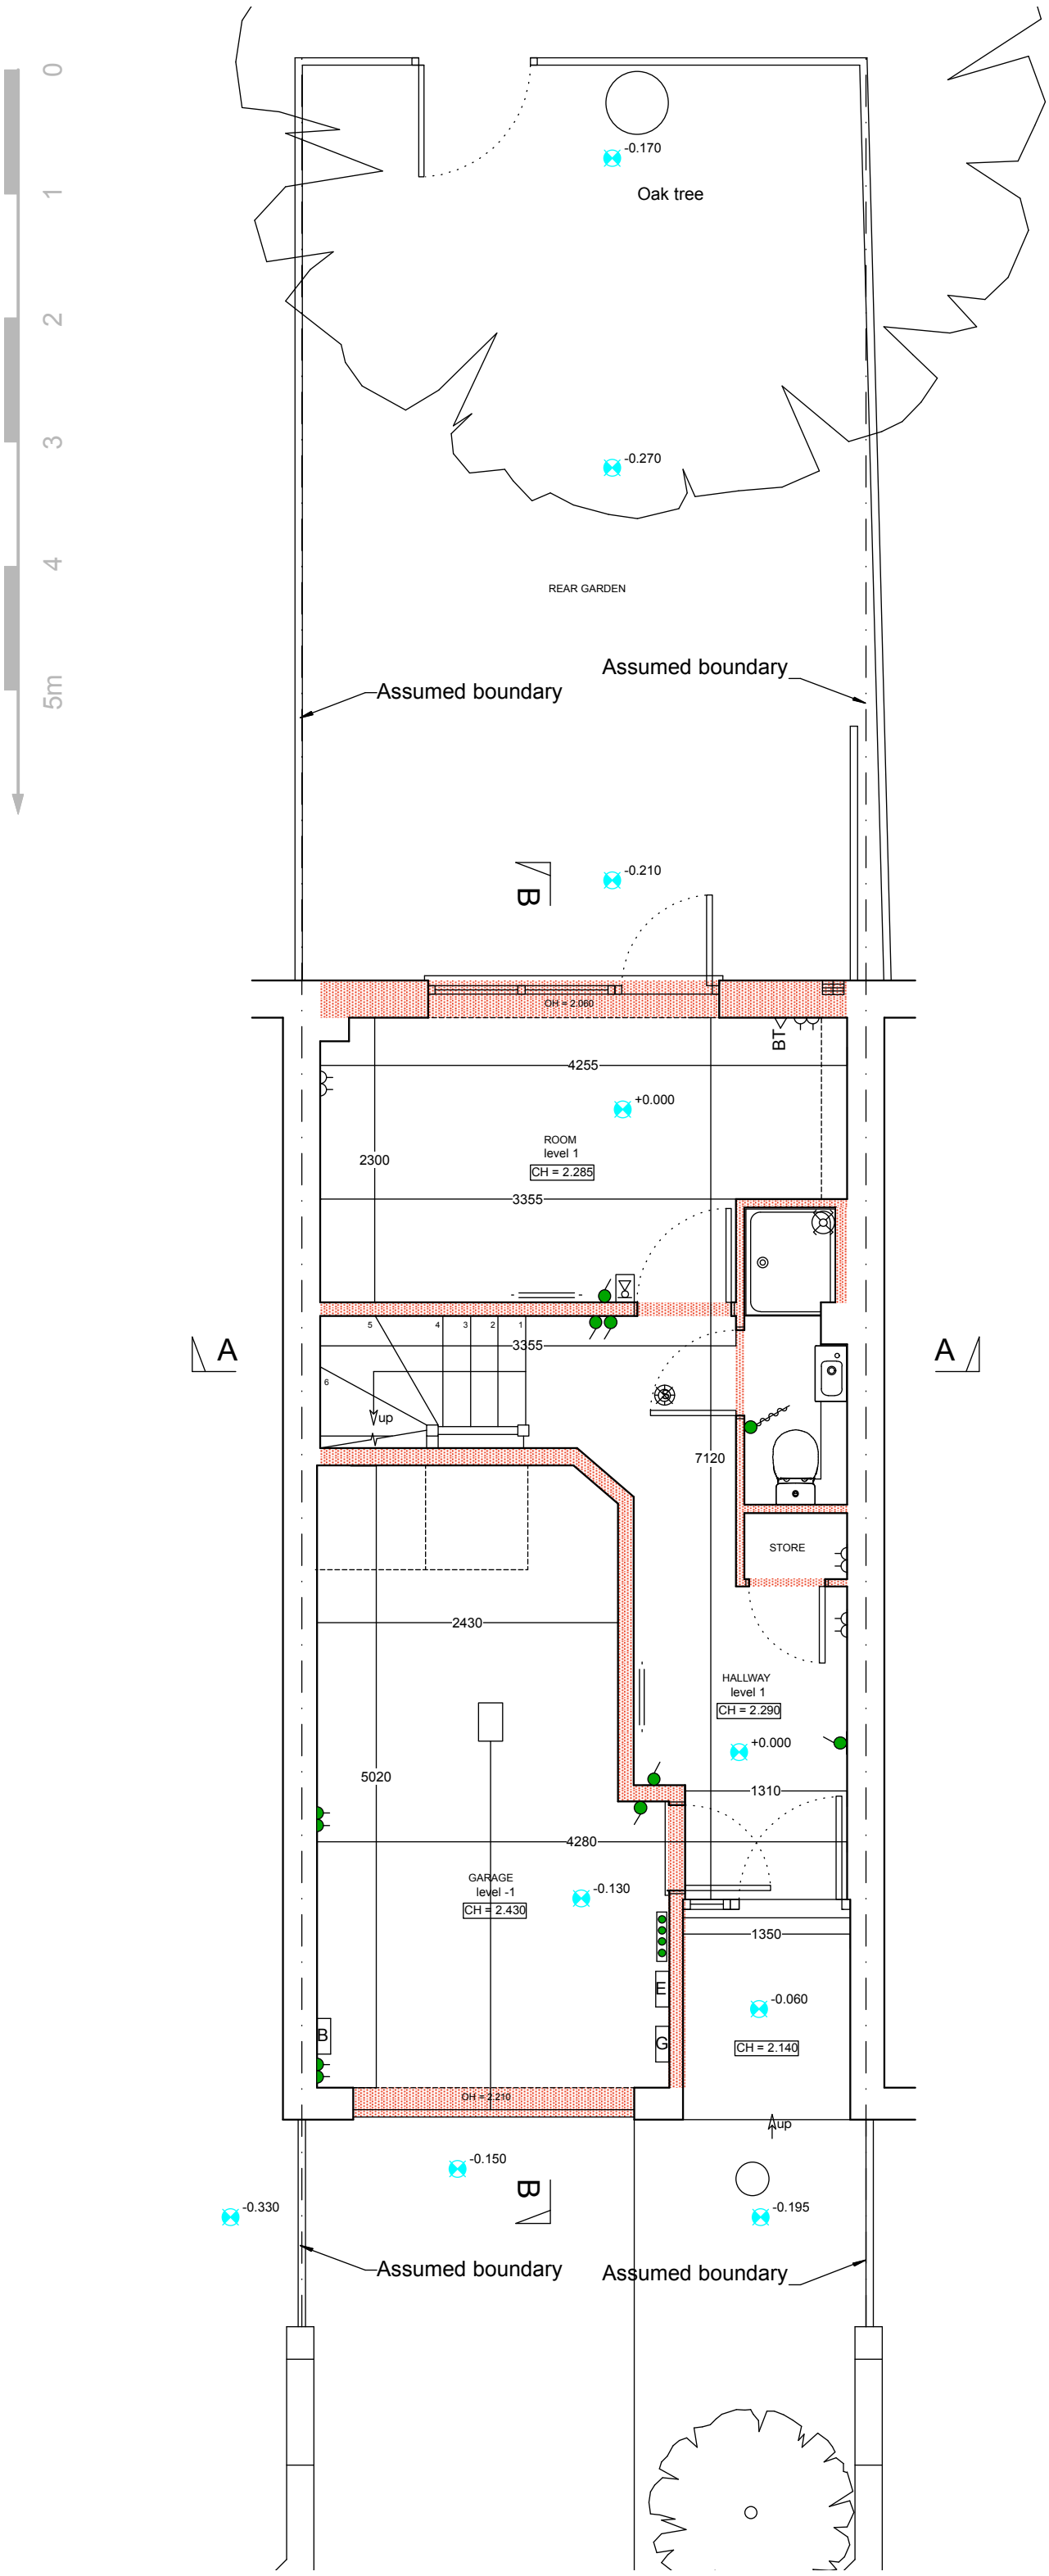 0
1
2
3
4
5m
-0.170
Oak tree
-0.270
REAR GARDEN
Assumed boundary
Assumed boundary
-0.210
B
OH = 2.060
BT
4255
+0.000
ROOM
level 1
CH = 2.285
2300
3355
5
4
3
2
1
3355
A
A
6
up
7120
STORE
2430
HALLWAY
level 1
CH = 2.290
+0.000
5020
1310
4280
GARAGE
level -1
CH = 2.430
-0.130
1350
E
-0.060
B
G
CH = 2.140
OH = 2.210
up
-0.150
B
-0.330
-0.195
Assumed boundary
Assumed boundary